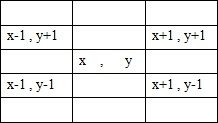 x-1 , y+1 x+1 , y+1
x , y
x-1 , y-1 x+1 , y-1